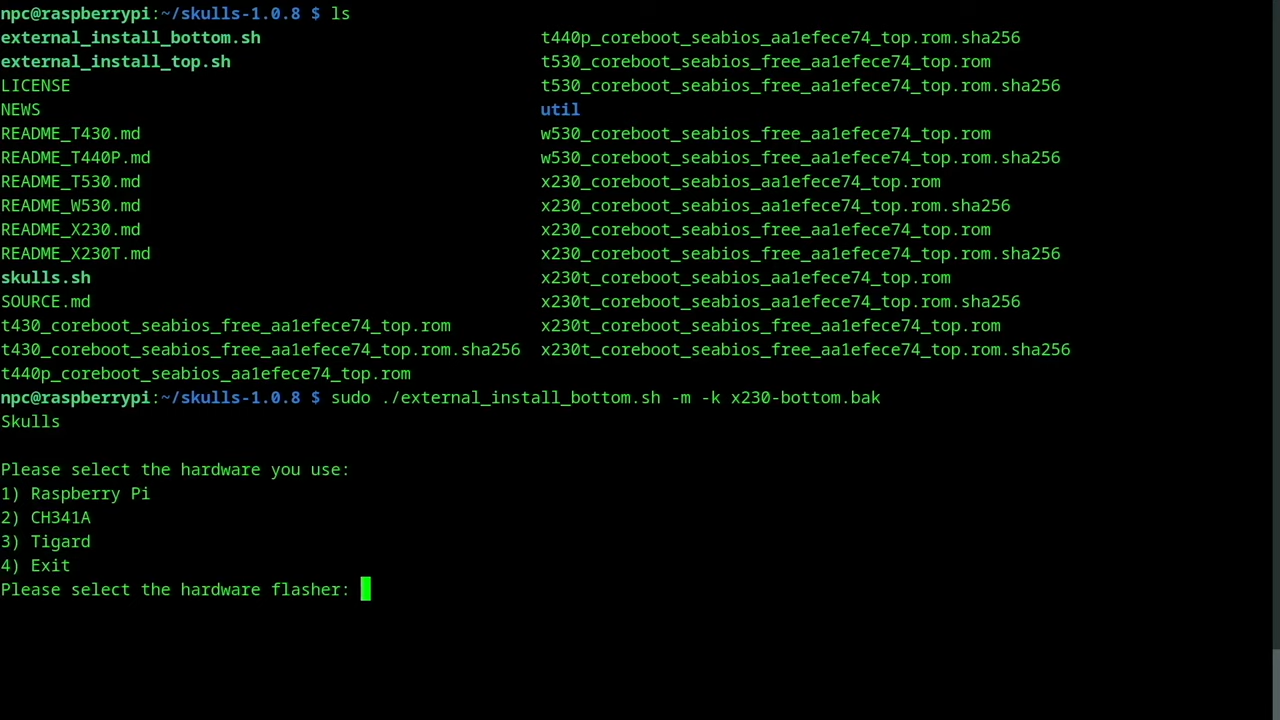 npc@raspberrypi:~/skulls-1.0.8 $ ls
external_install_bottom.sh t440p_coreboot_seabios_aa1efece74_top.rom.sha256
external_install_top.sh t530_coreboot_seabios_free_aa1efece74_top.rom
LICENSE t530_coreboot_seabios_free_aa1efece74_top.rom.sha256
NEWS util
README_T430.md w530_coreboot_seabios_free_aa1efece74_top.rom
README_T440P.md w530_coreboot_seabios_free_aa1efece74_top.rom.sha256
README_T530.md x230_coreboot_seabios_aa1efece74_top.rom
README_W530.md x230_coreboot_seabios_aa1efece74_top.rom.sha256
README_X230.md x230_coreboot_seabios_free_aa1efece74_top.rom
README_X230T.md x230_coreboot_seabios_free_aa1efece74_top.rom.sha256
skulls.sh x230t_coreboot_seabios_aa1efece74_top.rom
SOURCE.md x230t_coreboot_seabios_aa1efece74_top.rom.sha256
t430_coreboot_seabios_free_aa1efece74_top.rom x230t_coreboot_seabios_free_aa1efece74_top.rom
t430_coreboot_seabios_free_aa1efece74_top.rom.sha256 x230t_coreboot_seabios_free_aa1efece74_top.rom.sha256
t440p_coreboot_seabios_aa1efece74_top.rom
npc@raspberrypi:~/skulls-1.0.8 $ sudo ./external_install_bottom.sh -m -k x230-bottom.bak
Skulls
Please select the hardware you use:
1) Raspberry Pi
2) CH341A
3) Tigard
4) Exit
Please select the hardware flasher: